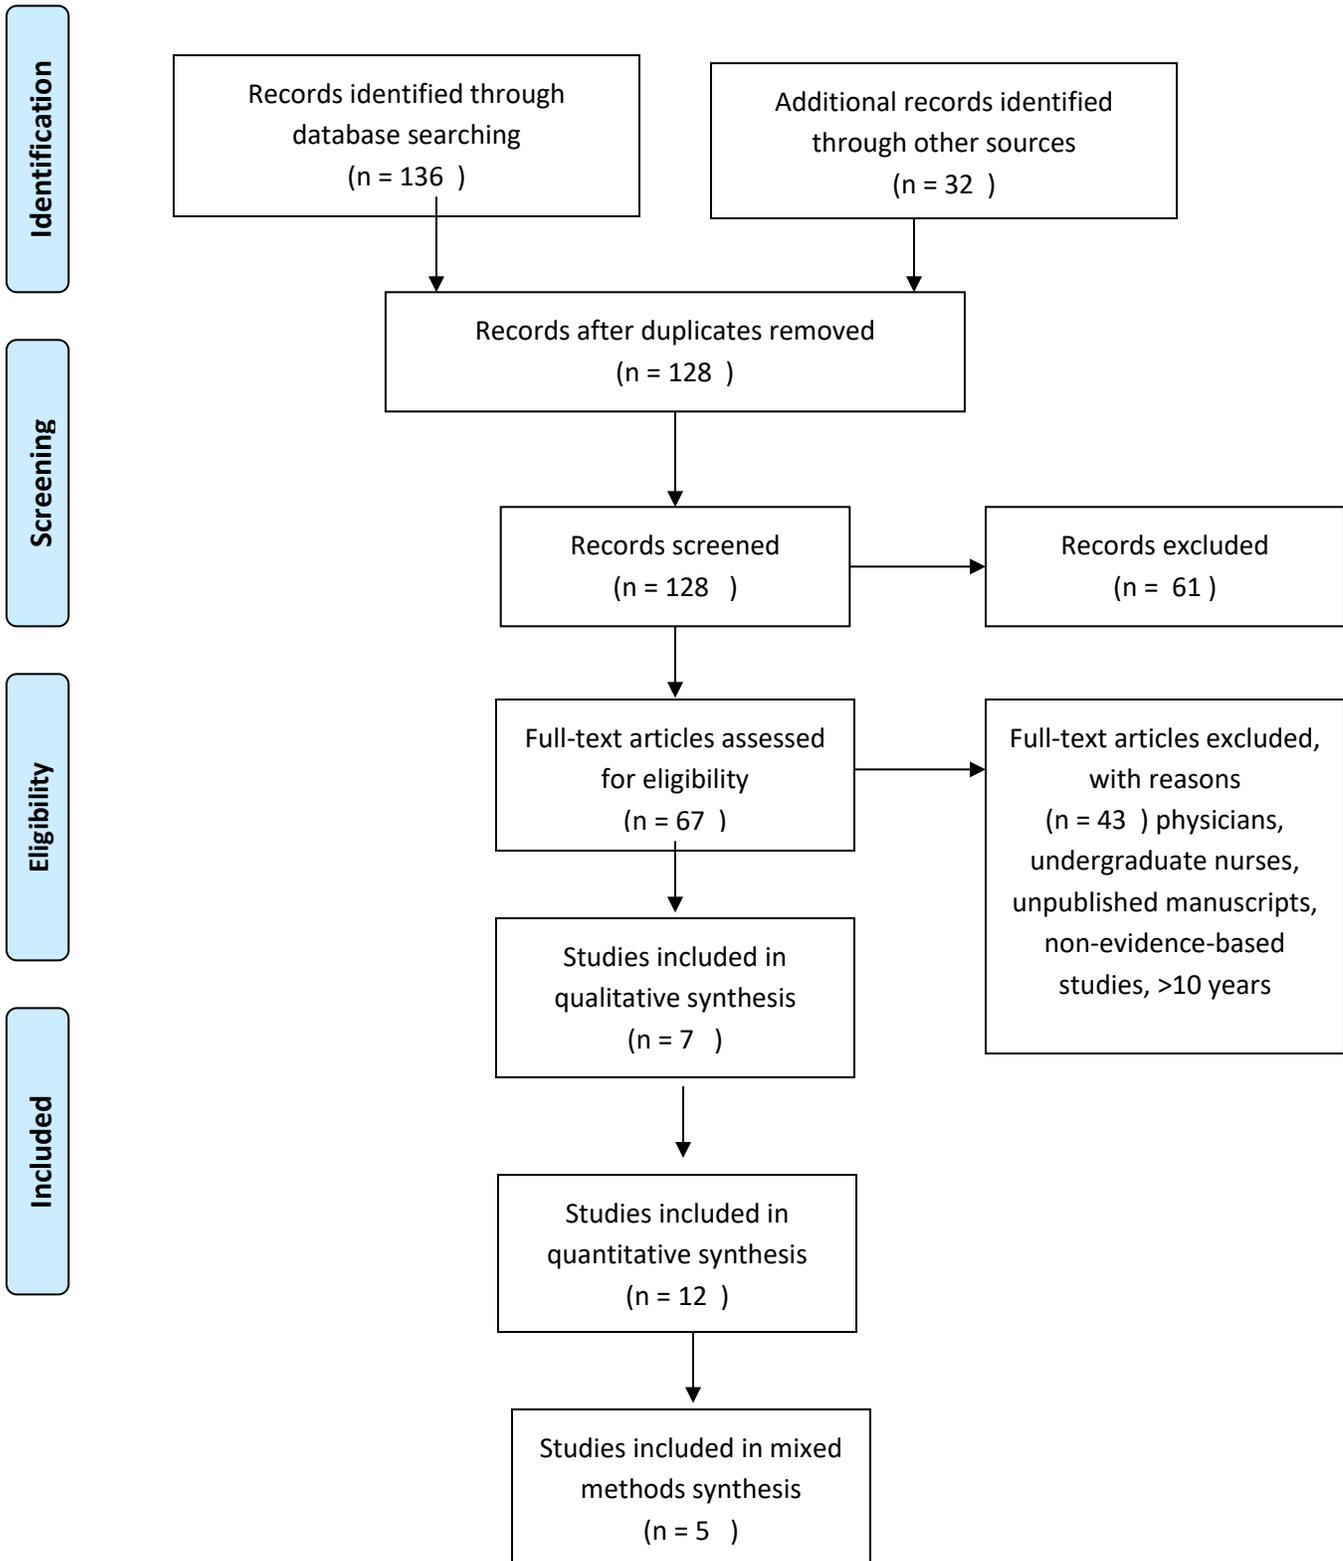 Identification
Records identified through
database searching
(n = 136  )
Additional records identified
through other sources
(n = 32  )
Records after duplicates removed
(n = 128  )
Screening
Records screened
(n = 128   )
Records excluded
(n =  61 )
Eligibility
Full-text articles assessed
for eligibility
(n = 67  )
Full-text articles excluded,
with reasons
(n = 43  ) physicians,
undergraduate nurses,
unpublished manuscripts,
non-evidence-based
studies, >10 years
Studies included in
qualitative synthesis
(n = 7   )
Included
Studies included in
quantitative synthesis
(n = 12  )
Studies included in mixed
methods synthesis
(n = 5   )